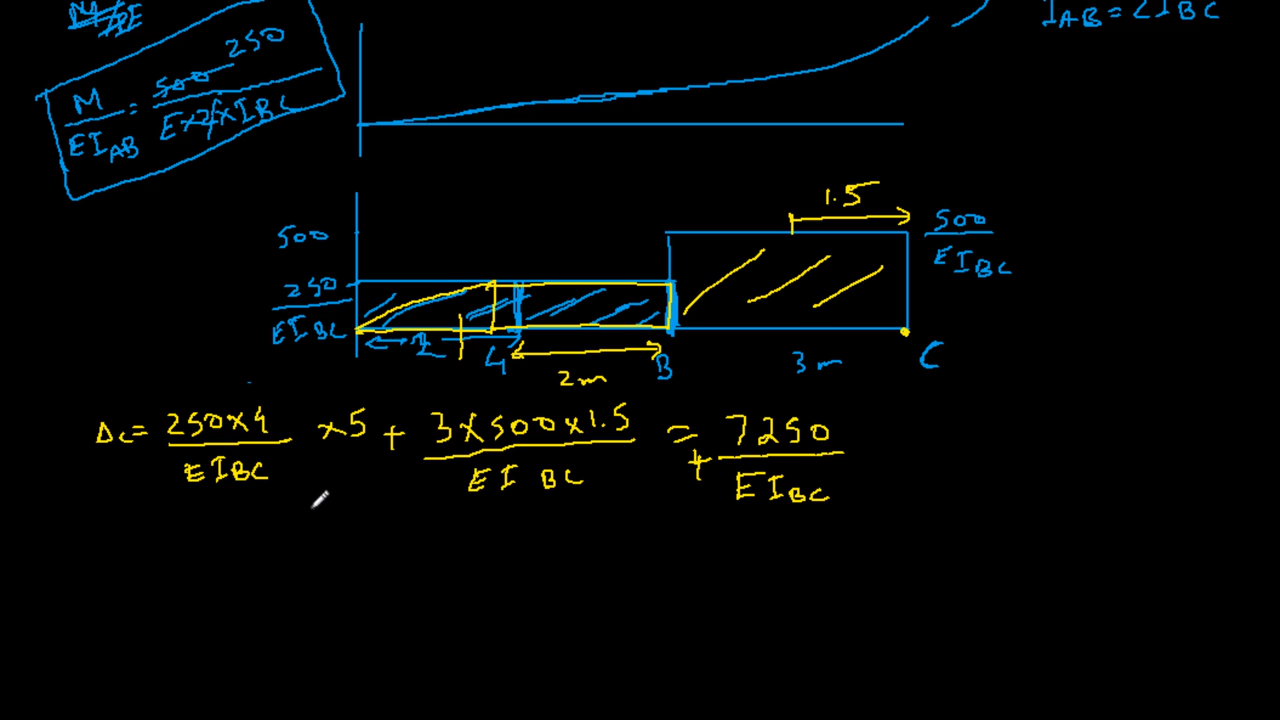 I_AB = 2I_BC
M/EI_AB = 500 250 / E×2×I_BC
1.5
500
500/EI_BC
250/EI_BC
2
G
B
3m
C
2m
Δc = 250×4/EI_BC ×5 + 3×500×1.5/EI_BC = +7250/EI_BC